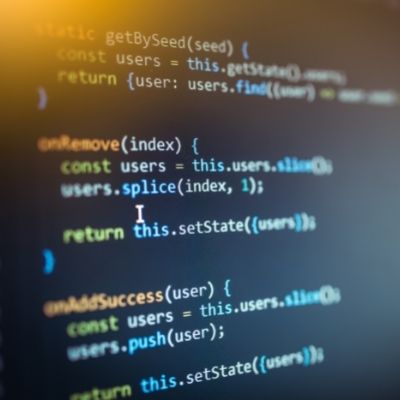 static getBySeed(seed) {
const users = this.getState().users;
return {user: users.find((user) =>
}
onRemove(index) {
const users = this.users.slice();
users.splice(index, 1);
return this.setState({users});
}
onAddSuccess(user) {
const users = this.users.slice();
users.push(user);
return this.setState({users});